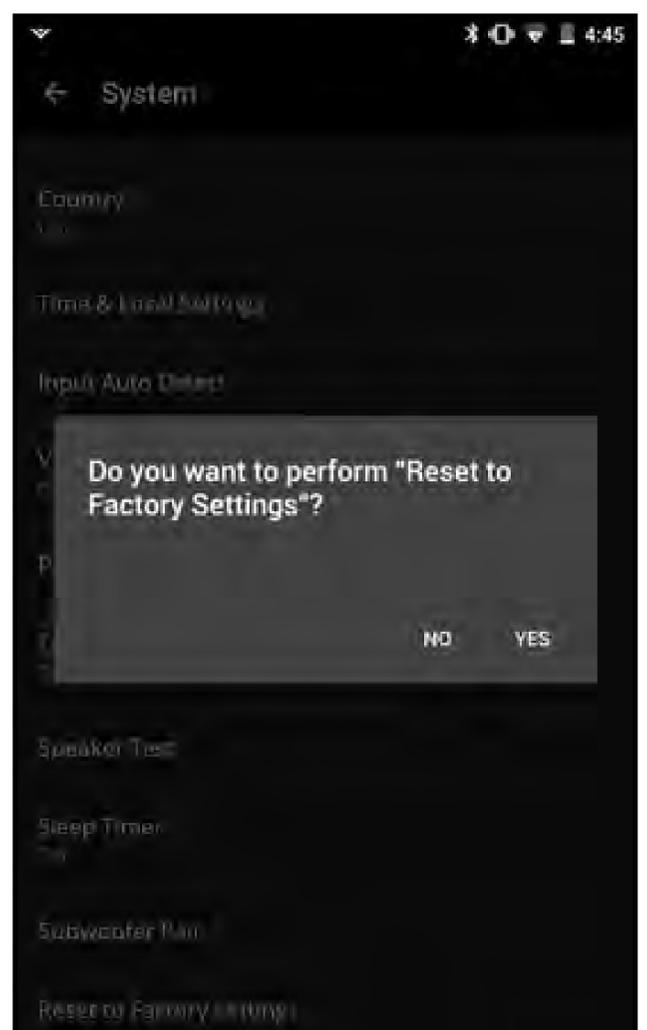 4:45
System
Country
Time & Local Settings
Input Auto Detect
Do you want to perform "Reset to
Factory Settings"?
NO YES
Speaker Test
Sleep Timer
Subwoofer Pair
Reset to Factory Settings